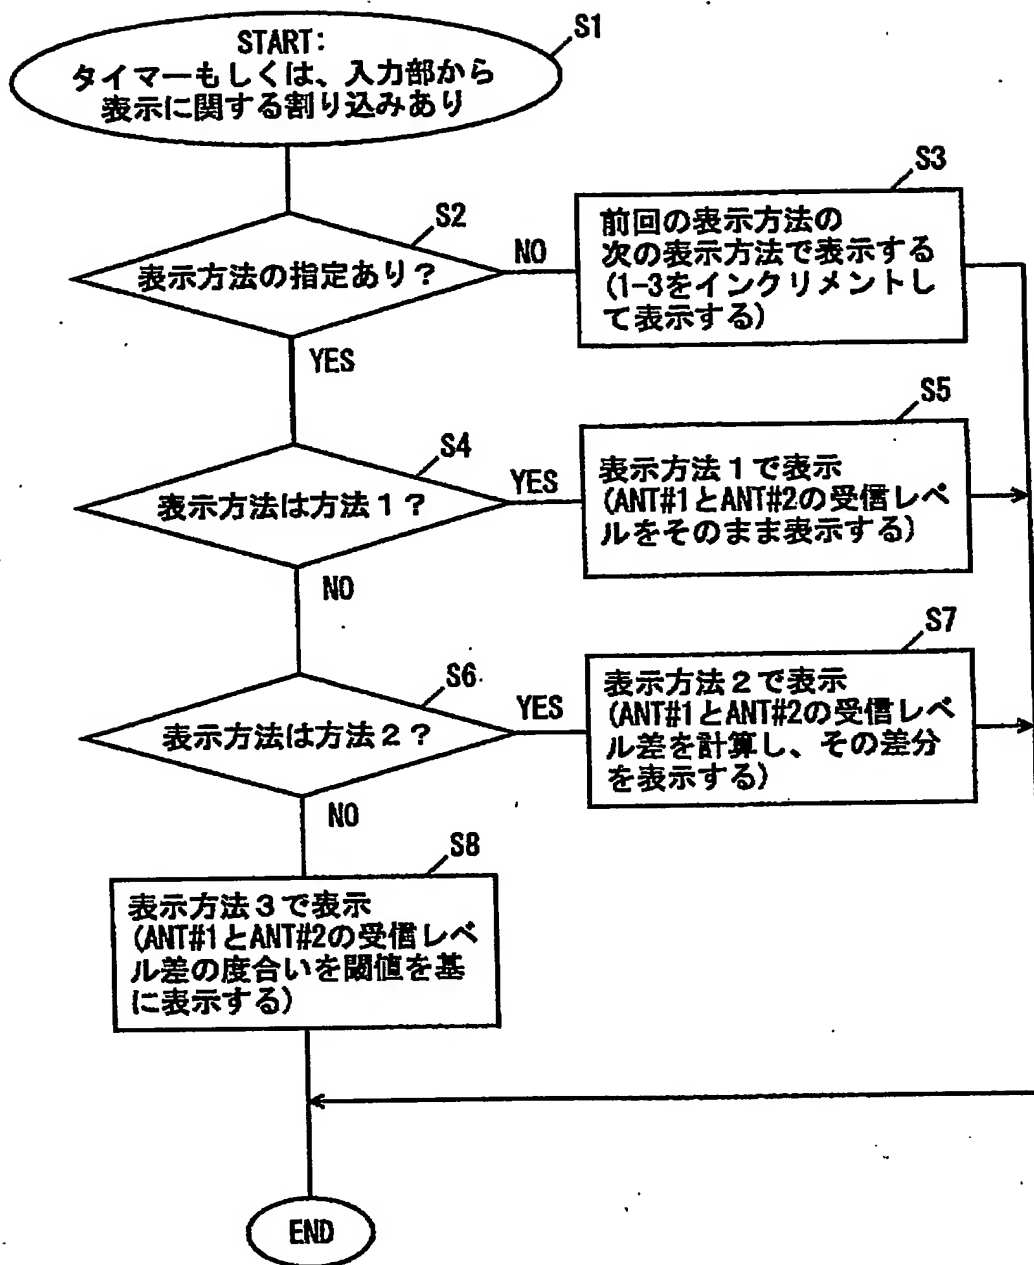 S1
START:
タイマーもしくは、入力部から
表示に関する割り込みあり
S2
表示方法の指定あり？
NO
YES
S3
前回の表示方法の
次の表示方法で表示する
(1-3をインクリメントし
て表示する)
S4
表示方法は方法１？
YES
NO
S5
表示方法１で表示
(ANT#1とANT#2の受信レベ
ルをそのまま表示する)
S6
表示方法は方法２？
YES
NO
S7
表示方法２で表示
(ANT#1とANT#2の受信レベ
ル差を計算し、その差分
を表示する)
S8
表示方法３で表示
(ANT#1とANT#2の受信レベ
ル差の度合いを閾値を基
に表示する)
END